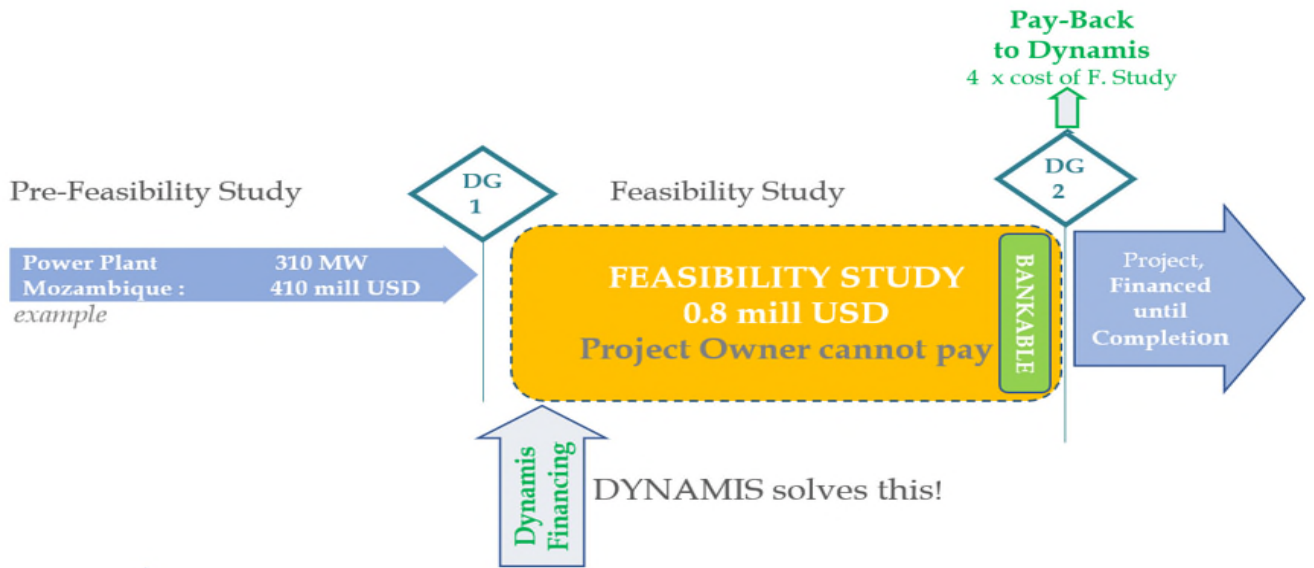 Pay-Back
to Dynamis
4 x cost of F. Study
Pre-Feasibility Study
DG
1
Feasibility Study
DG
2
Power Plant 310 MW
Mozambique : 410 mill USD
example
FEASIBILITY STUDY
0.8 mill USD
Project Owner cannot pay
BANKABLE
Project,
Financed
until
Completion
Dynamis
Financing
DYNAMIS solves this!